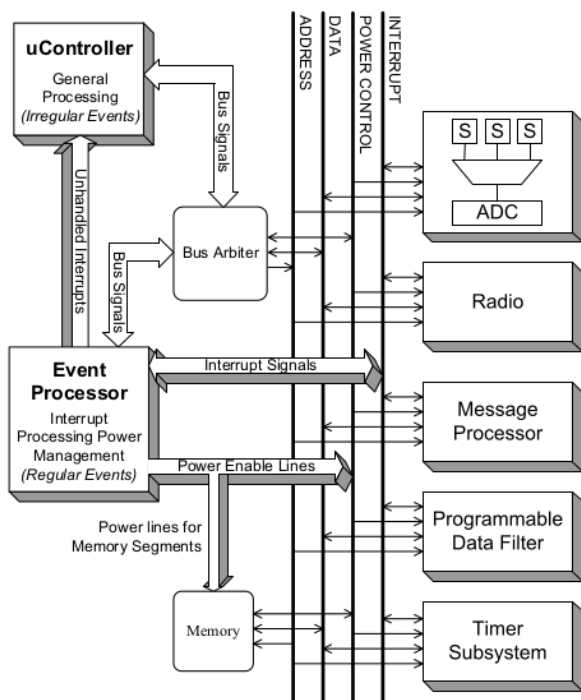 uController
General
Processing
(Irregular Events)
Bus Signals
Unhandled Interrupts
ADDRESS
DATA
POWER CONTROL
INTERRUPT
S S S
ADC
Bus Arbiter
Bus Signals
Radio
Event
Processor
Interrupt
Processing Power
Management
(Regular Events)
Interrupt Signals
Message
Processor
Power Enable Lines
Power lines for
Memory Segments
Programmable
Data Filter
Memory
Timer
Subsystem